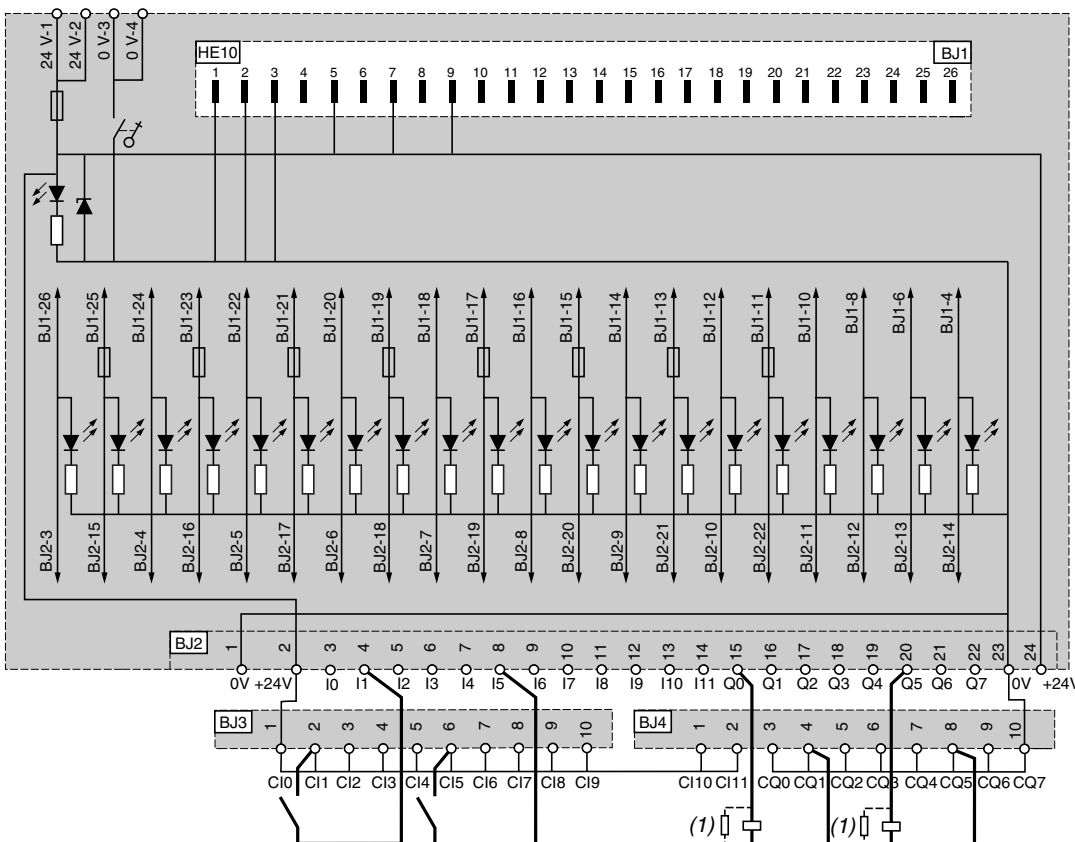 24 V-1 24 V-2 0 V-3 0 V-4
HE10 BJ1
1 2 3 4 5 6 7 8 9 10 11 12 13 14 15 16 17 18 19 20 21 22 23 24 25 26
BJ1-26 BJ1-25 BJ1-24 BJ1-23 BJ1-22 BJ1-21 BJ1-20 BJ1-19 BJ1-18 BJ1-17 BJ1-16 BJ1-15 BJ1-14 BJ1-13 BJ1-12 BJ1-11 BJ1-10 BJ1-8 BJ1-6 BJ1-4
BJ2-3 BJ2-15 BJ2-4 BJ2-16 BJ2-5 BJ2-17 BJ2-6 BJ2-18 BJ2-7 BJ2-19 BJ2-8 BJ2-20 BJ2-9 BJ2-21 BJ2-10 BJ2-22 BJ2-11 BJ2-12 BJ2-13 BJ2-14
BJ2 1 2 3 4 5 6 7 8 9 10 11 12 13 14 15 16 17 18 19 20 21 22 23 24
0V +24V I0 I1 I2 I3 I4 I5 I6 I7 I8 I9 I10 I11 Q0 Q1 Q2 Q3 Q4 Q5 Q6 Q7 0V +24V
BJ3 1 2 3 4 5 6 7 8 9 10 BJ4 1 2 3 4 5 6 7 8 9 10
CI0 CI1 CI2 CI3 CI4 CI5 CI6 CI7 CI8 CI9 CI10 CI11 CQ0 CQ1 CQ2 CQ3 CQ4 CQ5 CQ6 CQ7
(1) (1)